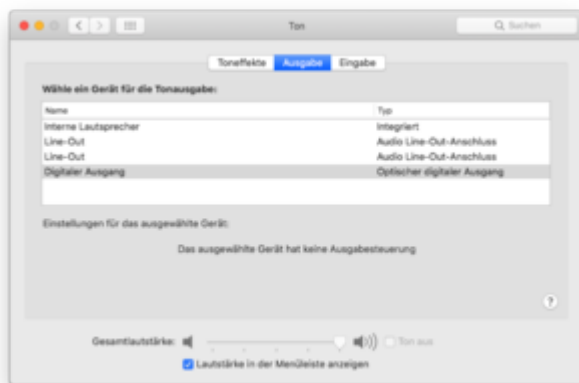 Ton
Suchen
Toneffekte Ausgabe Eingabe
Wähle ein Gerät für die Tonausgabe:
Name Typ
Interne Lautsprecher Integriert
Line-Out Audio Line-Out-Anschluss
Line-Out Audio Line-Out-Anschluss
Digitaler Ausgang Optischer digitaler Ausgang
Einstellungen für das ausgewählte Gerät:
Das ausgewählte Gerät hat keine Ausgabesteuerung
?
Gesamtlautstärke: Ton aus
Lautstärke in der Menüleiste anzeigen